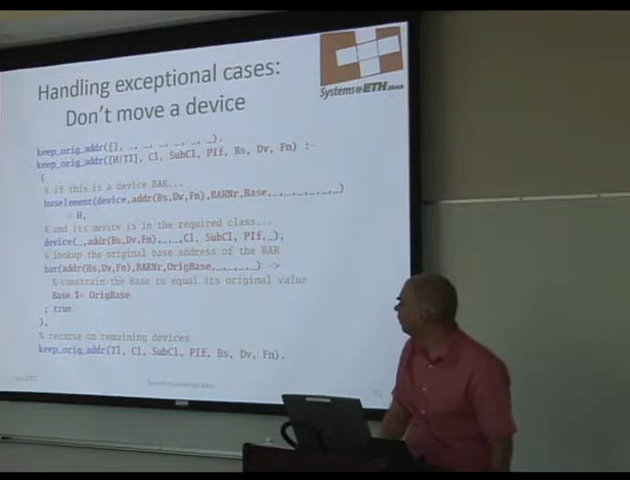 Handling exceptional cases:
Don't move a device
Systems@ETH Zürich
keep_orig_addr([], _, _, _, _, _, _).
keep_orig_addr([H|Tl], Cl, SubCl, PIf, Bs, Dv, Fn) :-
(
% if this is a device BAR...
baselement(device,addr(Bs,Dv,Fn),BARNr,Base,_,_,_,_,_)
= H,
% and its device is in the required class...
device(_,addr(Bs,Dv,Fn),_,_,Cl, SubCl, PIf,_),
% lookup the original base address of the BAR
bar(addr(Bs,Dv,Fn),BARNr,OrigBase,_,_,_,_) ->
% constrain the Base to equal its original value
Base $= OrigBase
; true
),
% recurse on remaining devices
keep_orig_addr(Tl, Cl, SubCl, PIf, Bs, Dv, Fn).